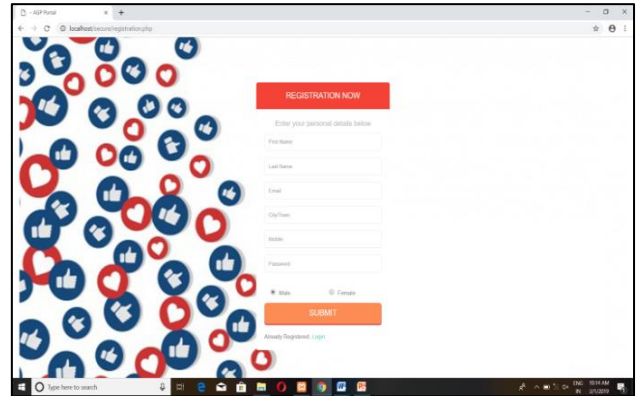 - AGP Portal
localhost/secure/registration.php
REGISTRATION NOW
Enter your personal details below
First Name
Last Name
Email
City/Town
Mobile
Password
Male Female
SUBMIT
Already Registered. Login
Type here to search
ENG 10:14 AM
IN 3/1/2019